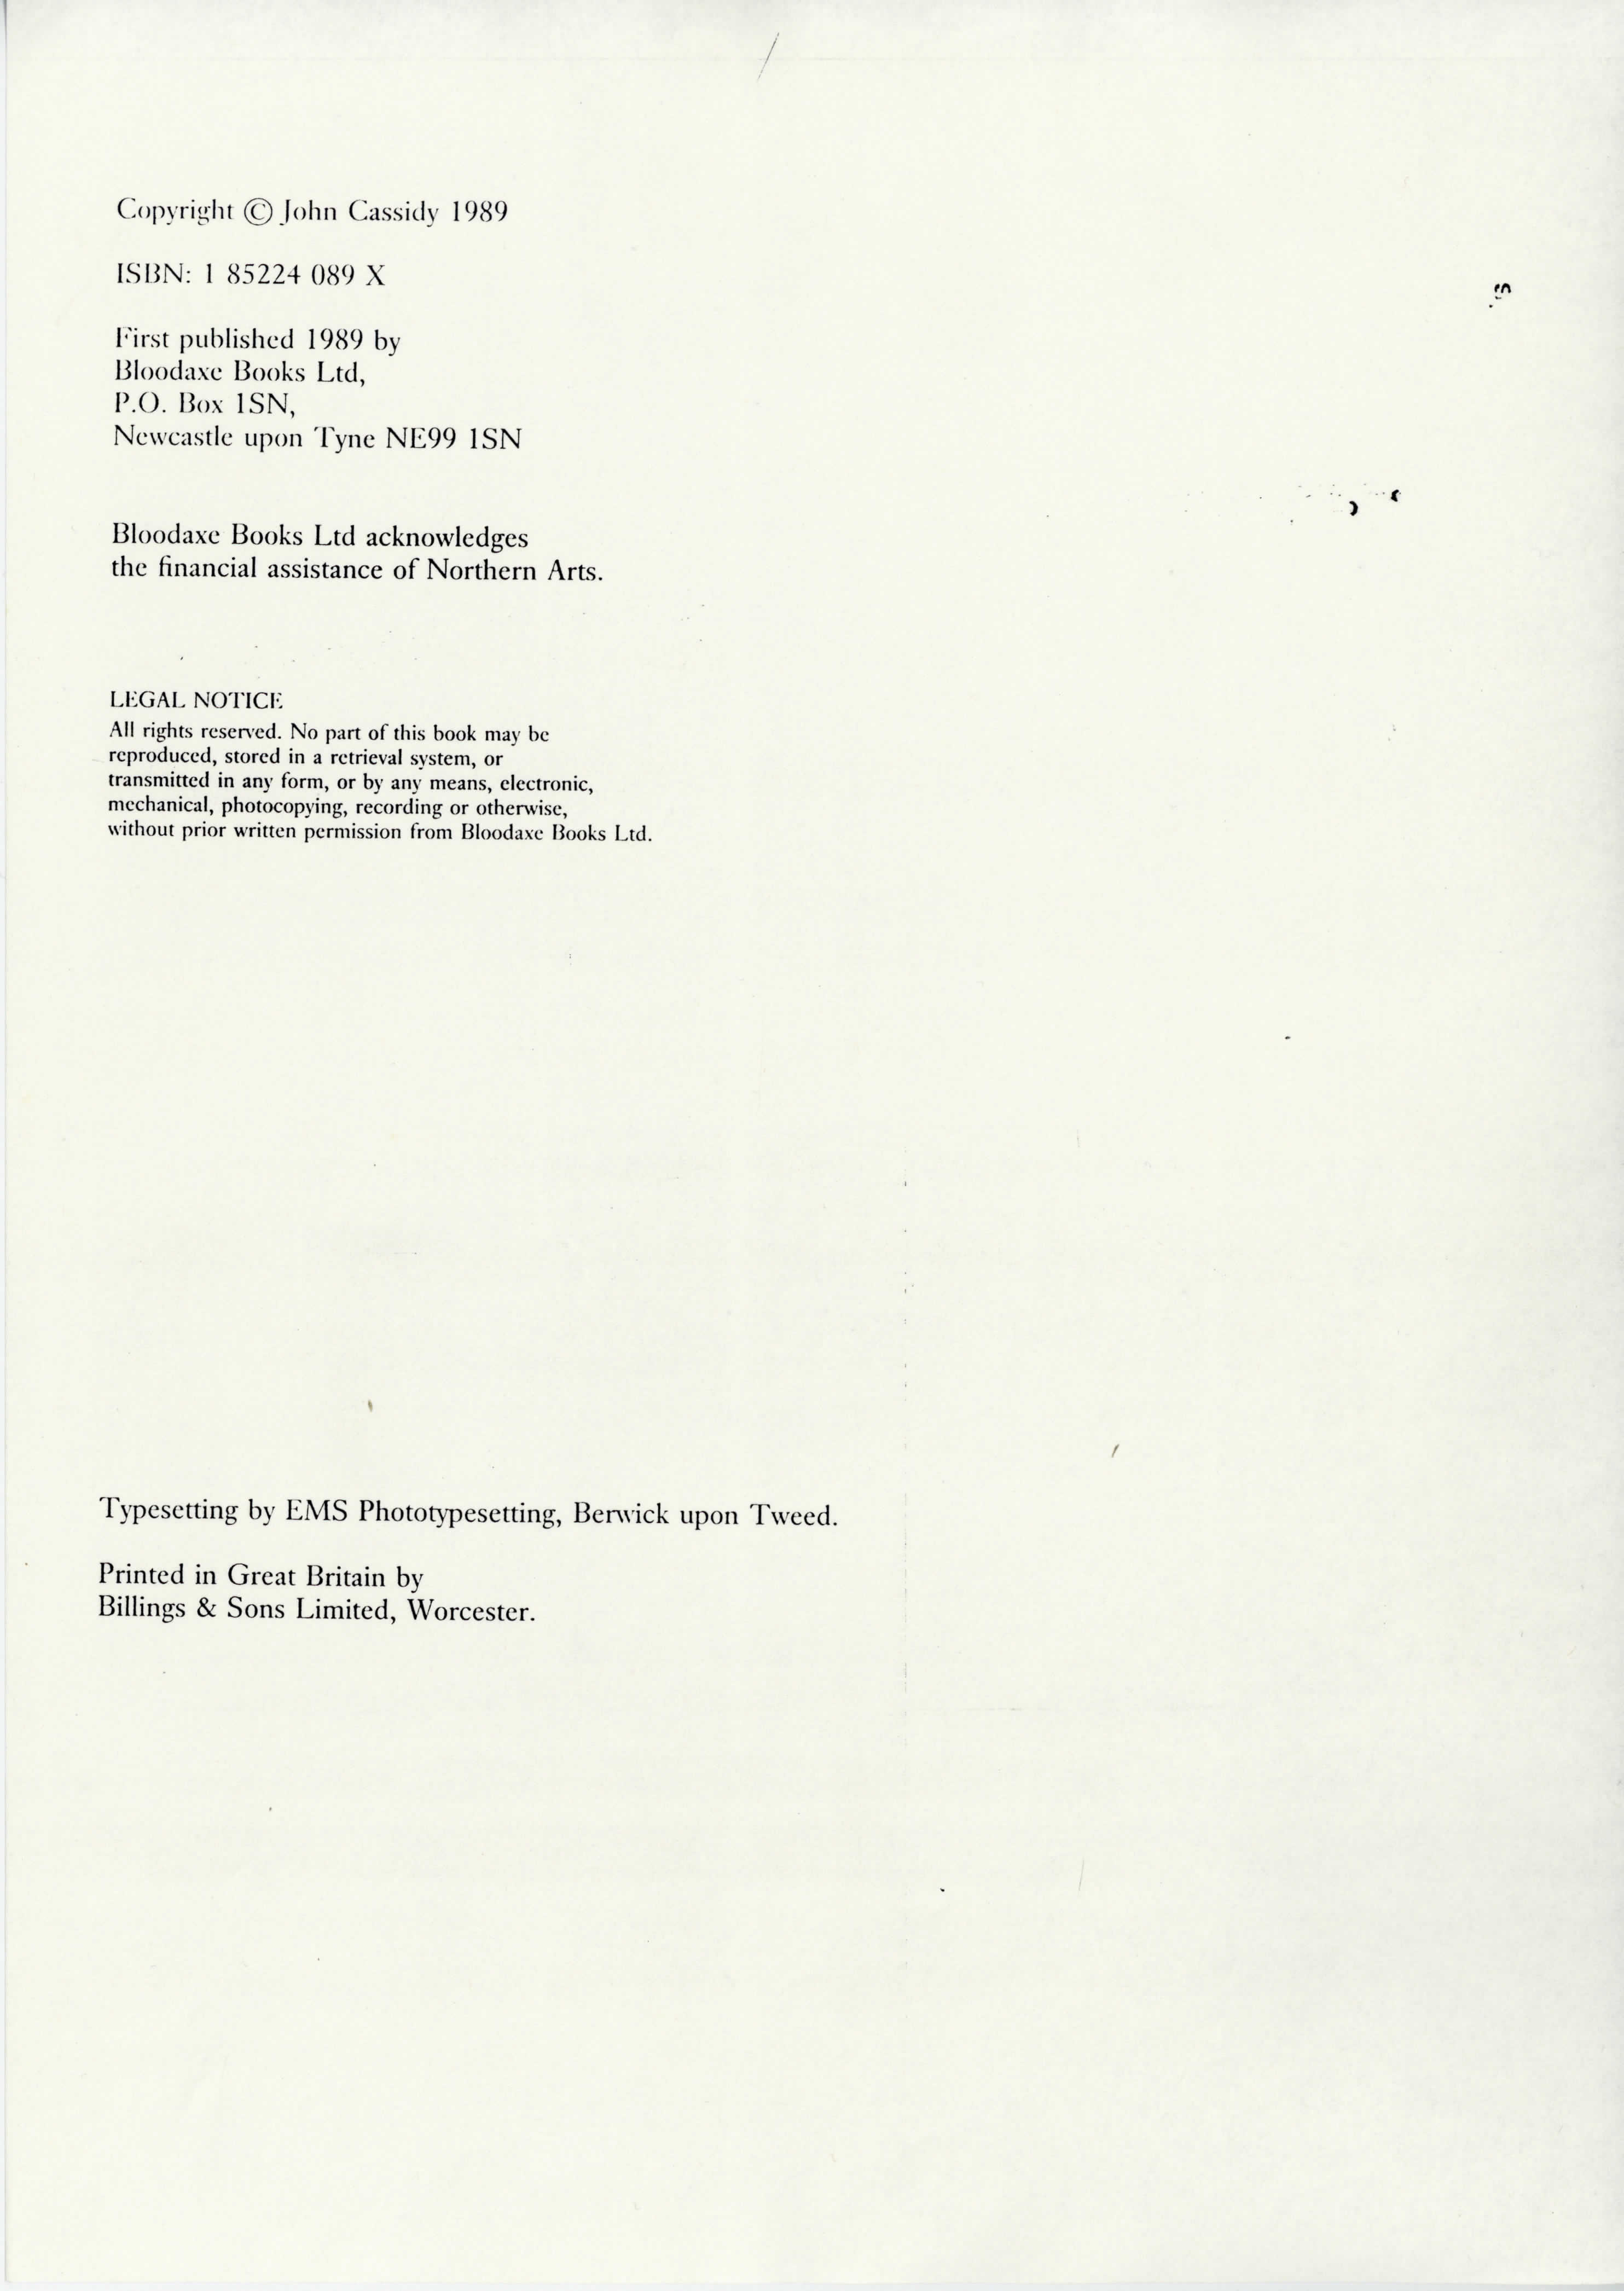 Copyright © John Cassidy 1989
ISBN: 1 85224 089 X
First published 1989 by
Bloodaxe Books Ltd,
P.O. Box 1SN,
Newcastle upon Tyne NE99 1SN
Bloodaxe Books Ltd acknowledges
the financial assistance of Northern Arts.
LEGAL NOTICE
All rights reserved. No part of this book may be
reproduced, stored in a retrieval system, or
transmitted in any form, or by any means, electronic,
mechanical, photocopying, recording or otherwise,
without prior written permission from Bloodaxe Books Ltd.
Typesetting by EMS Phototypesetting, Berwick upon Tweed.
Printed in Great Britain by
Billings & Sons Limited, Worcester.